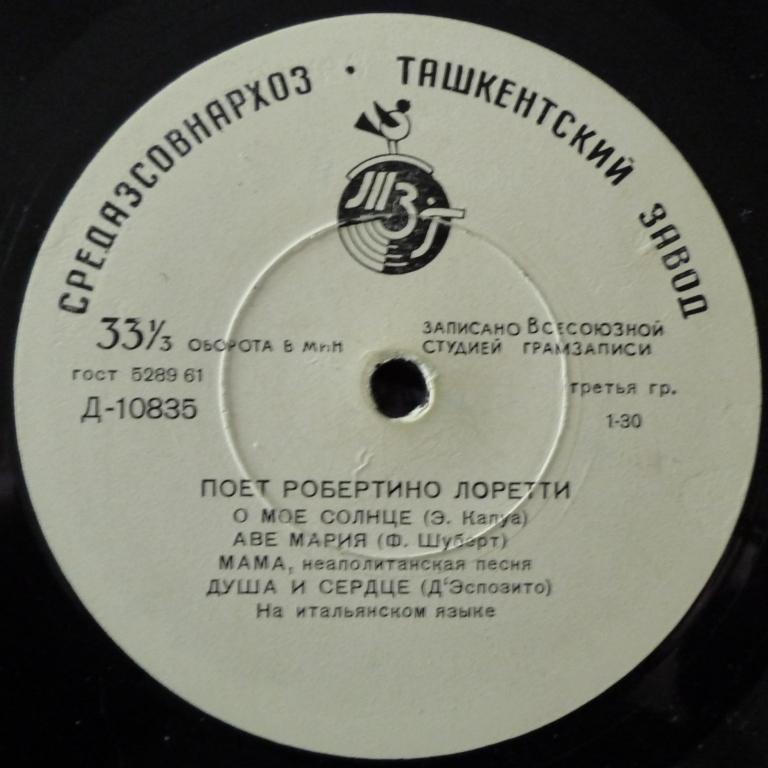 СРЕДАЗСОВНАРХОЗ • ТАШКЕНТСКИЙ ЗАВОД
ТЗГ
33⅓ ОБОРОТА В МИН
ЗАПИСАНО ВСЕСОЮЗНОЙ
СТУДИЕЙ ГРАМЗАПИСИ
ГОСТ 5289 61
третья гр.
Д-10835
1-30
ПОЕТ РОБЕРТИНО ЛОРЕТТИ
О МОЕ СОЛНЦЕ (Э. Капуа)
АВЕ МАРИЯ (Ф. Шуберт)
МАМА, неаполитанская песня
ДУША И СЕРДЦЕ (Д'Эспозито)
На итальянском языке